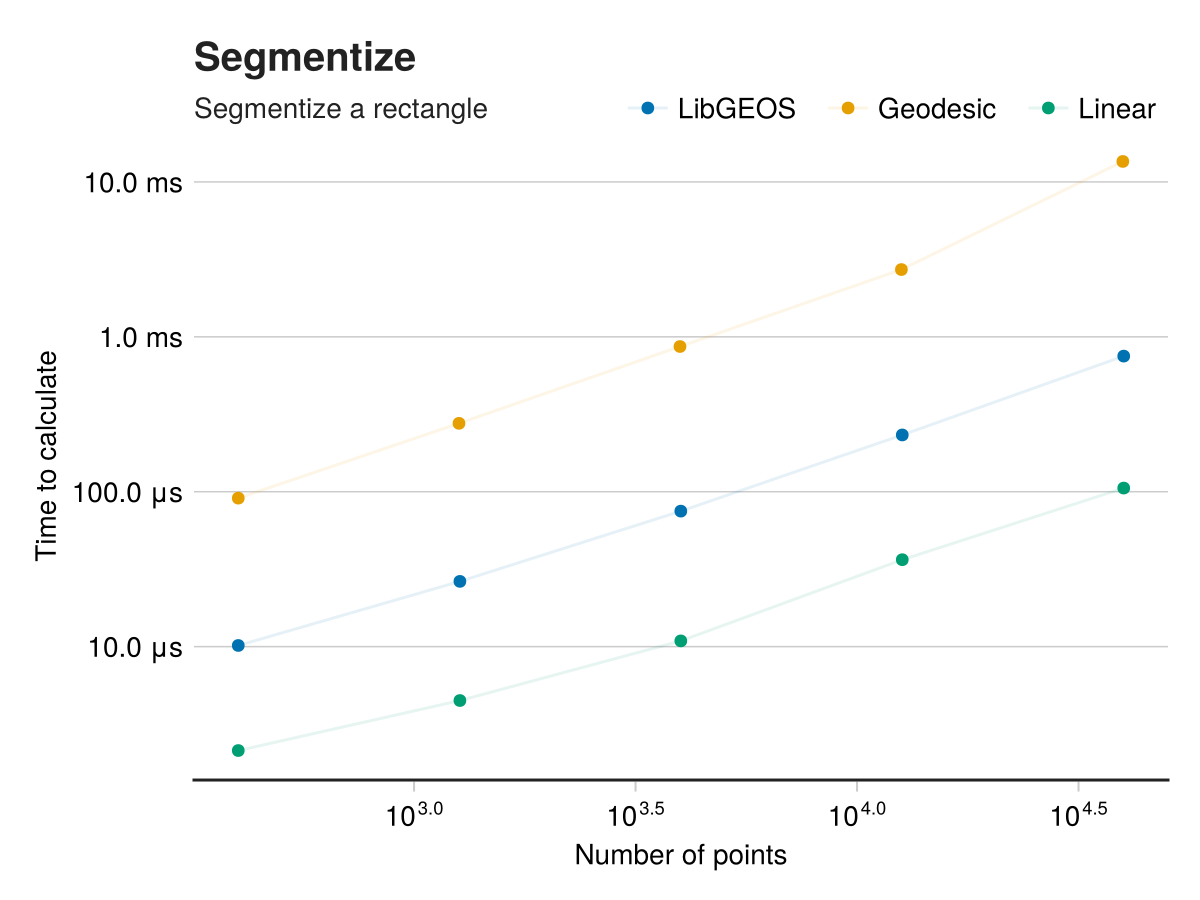 Segmentize
Segmentize a rectangle
LibGEOS
Geodesic
Linear
10.0 ms
1.0 ms
100.0 µs
10.0 µs
Time to calculate
10^3.0
10^3.5
10^4.0
10^4.5
Number of points